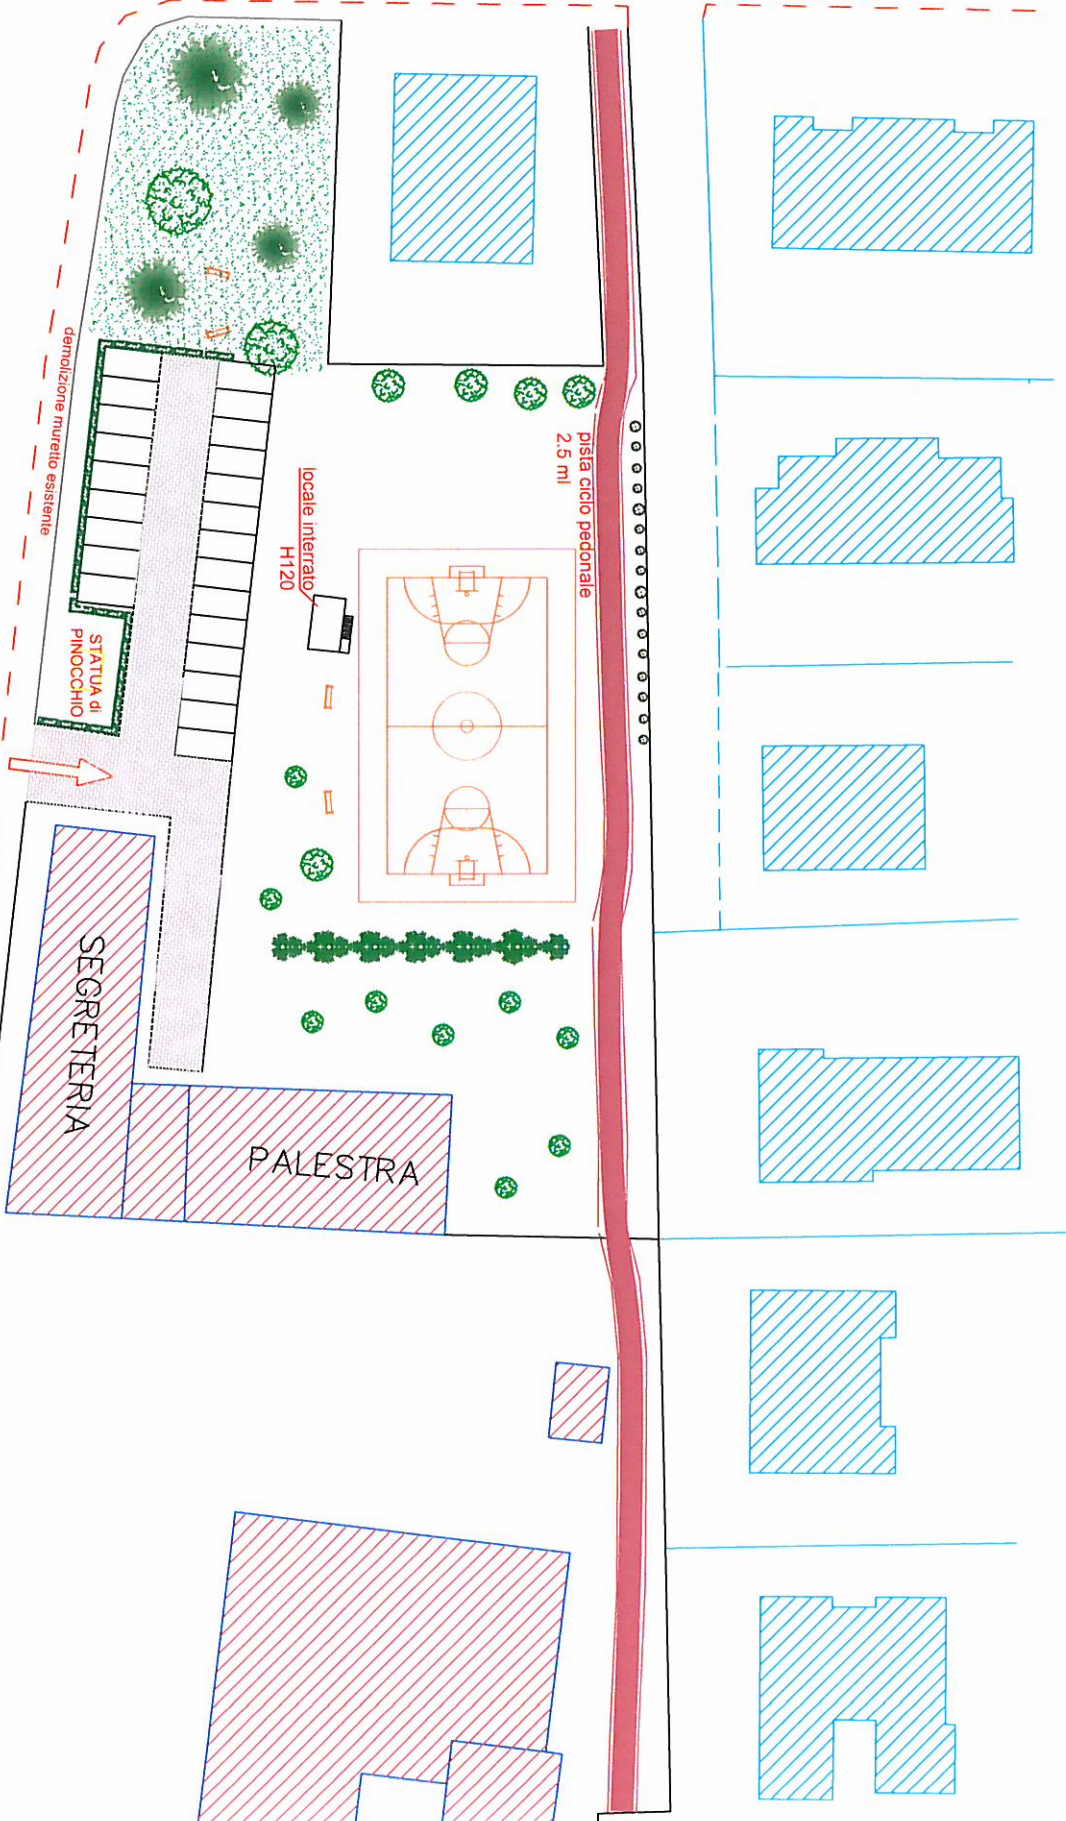 pista ciclo pedonale
2.5 ml
demolizione muretto esistente
locale interrato
H120
STATUA di
PINOCCHIO
SEGRETERIA
PALESTRA